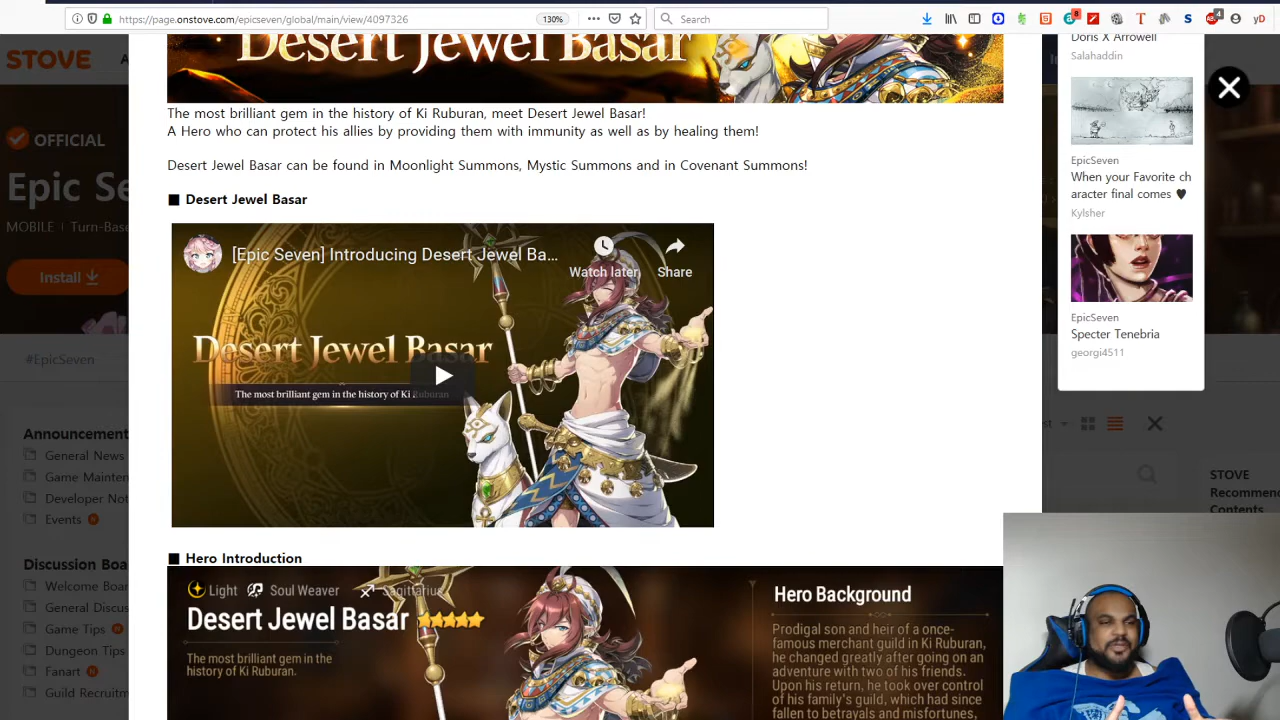 https://page.onstove.com/epicseven/global/main/view/4097326
130%
Search
STOVE
OFFICIAL
Epic Se
MOBILE | Turn-Base
Install
#EpicSeven
Announcement
General News
Game Mainten
Developer Not
Events
Discussion Boa
Welcome Boar
General Discus
Game Tips
Dungeon Tips
Fanart
Guild Recruitm
Desert Jewel Basar
The most brilliant gem in the history of Ki Ruburan, meet Desert Jewel Basar!
A Hero who can protect his allies by providing them with immunity as well as by healing them!
Desert Jewel Basar can be found in Moonlight Summons, Mystic Summons and in Covenant Summons!
■ Desert Jewel Basar
[Epic Seven] Introducing Desert Jewel Ba...
Watch later
Share
Desert Jewel Basar
The most brilliant gem in the history of Ki Ruburan
■ Hero Introduction
Light Soul Weaver Sagittarius
Desert Jewel Basar
The most brilliant gem in the
history of Ki Ruburan.
Hero Background
Prodigal son and heir of a once-
famous merchant guild in Ki Ruburan,
he changed greatly after going on an
adventure with two of his friends.
Upon his return, he took over control
of his family's guild, which had since
fallen to betrayals and misfortunes,
Doris X Arrowell
Salahaddin
EpicSeven
When your Favorite ch
aracter final comes ♥
Kylsher
EpicSeven
Specter Tenebria
georgi4511
STOVE
Recommen
Contents